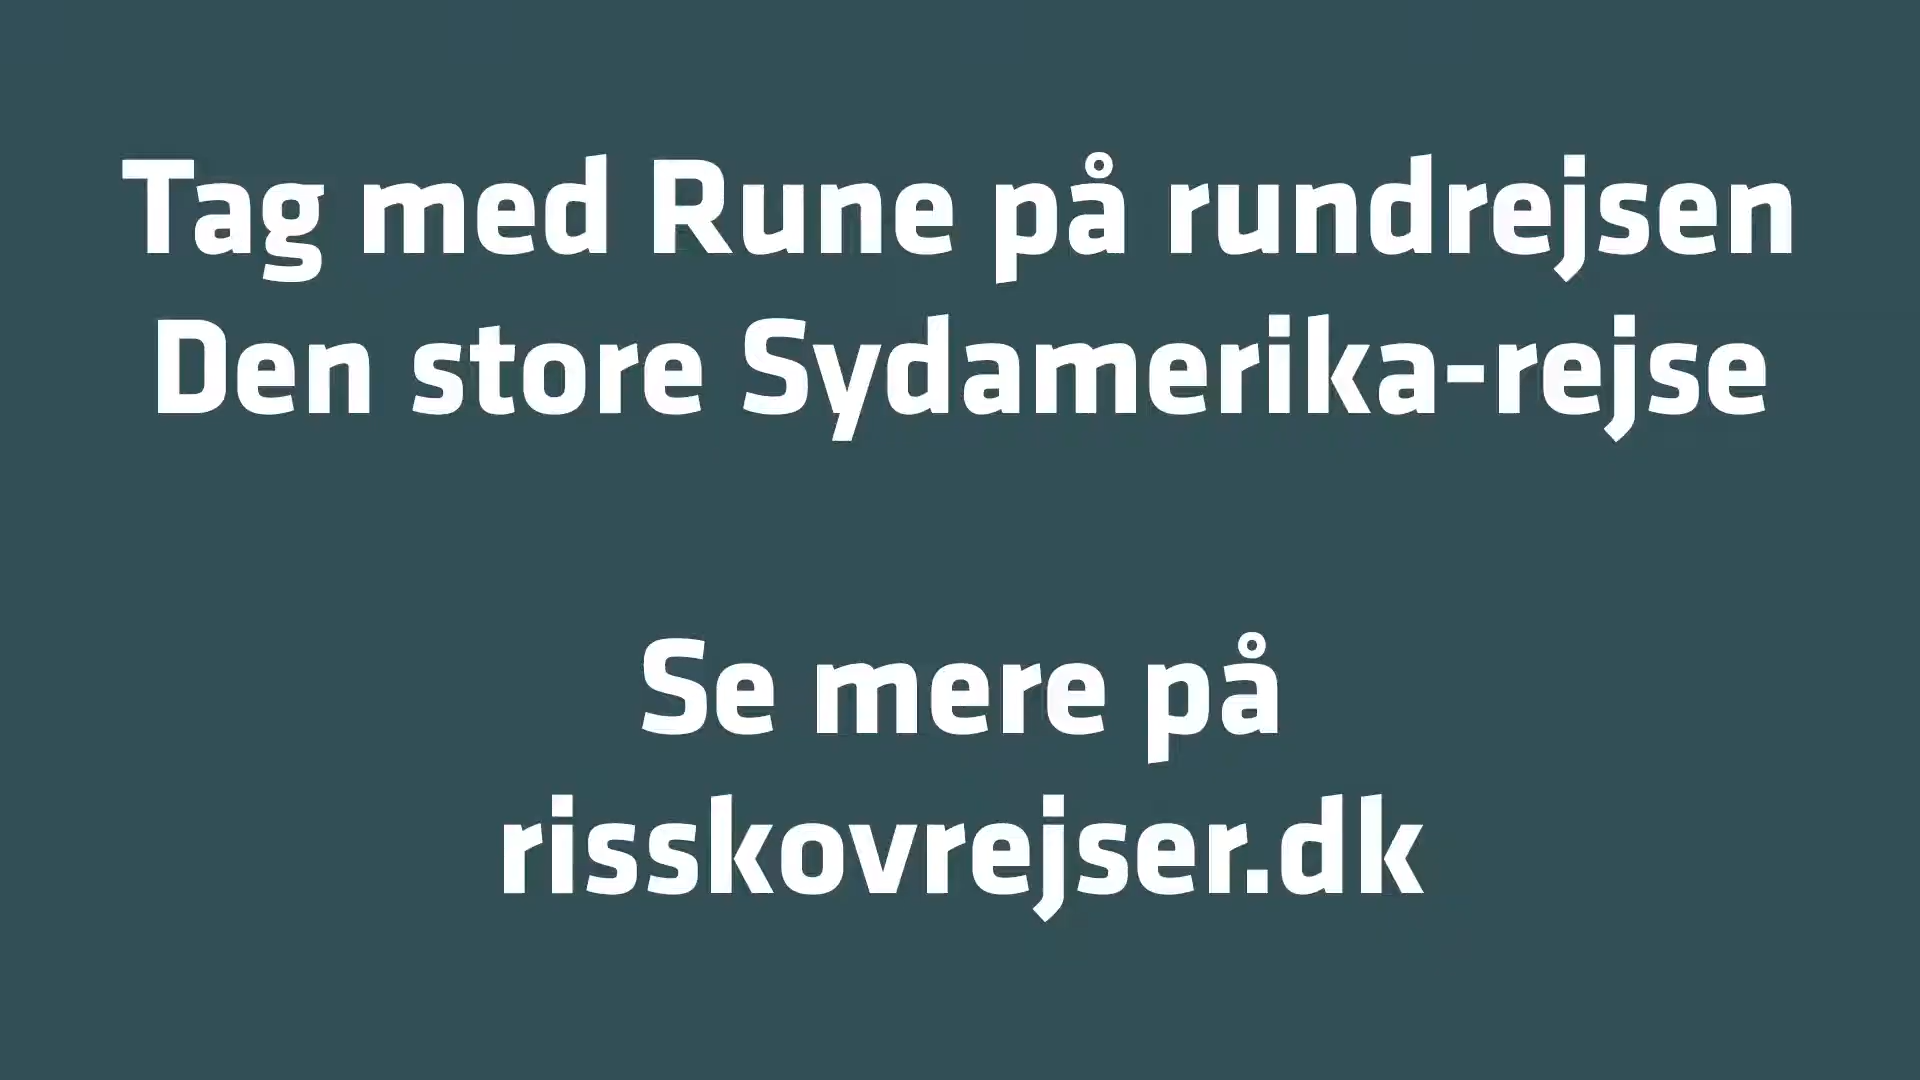 Tag med Rune på rundrejsen
Den store Sydamerika-rejse
Se mere på
risskovrejser.dk